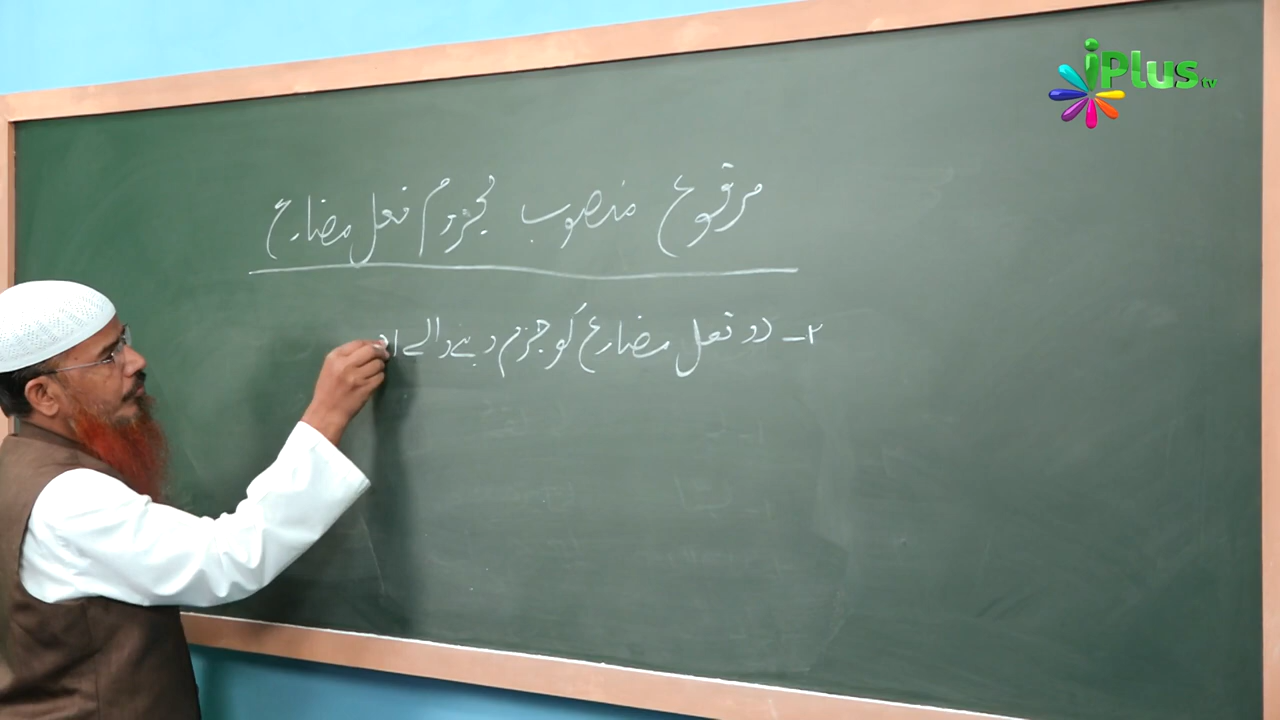 iPlus tv
مرفوع منصوب مجزوم فعل مضارع
۲۔ دو فعل مضارع کو جزم دینے والے